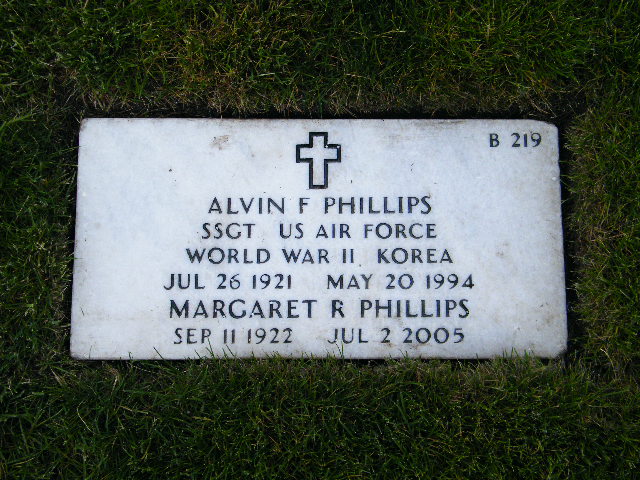 B 219
ALVIN F PHILLIPS
SSGT US AIR FORCE
WORLD WAR II KOREA
JUL 26 1921 MAY 20 1994
MARGARET R PHILLIPS
SEP 11 1922 JUL 2 2005